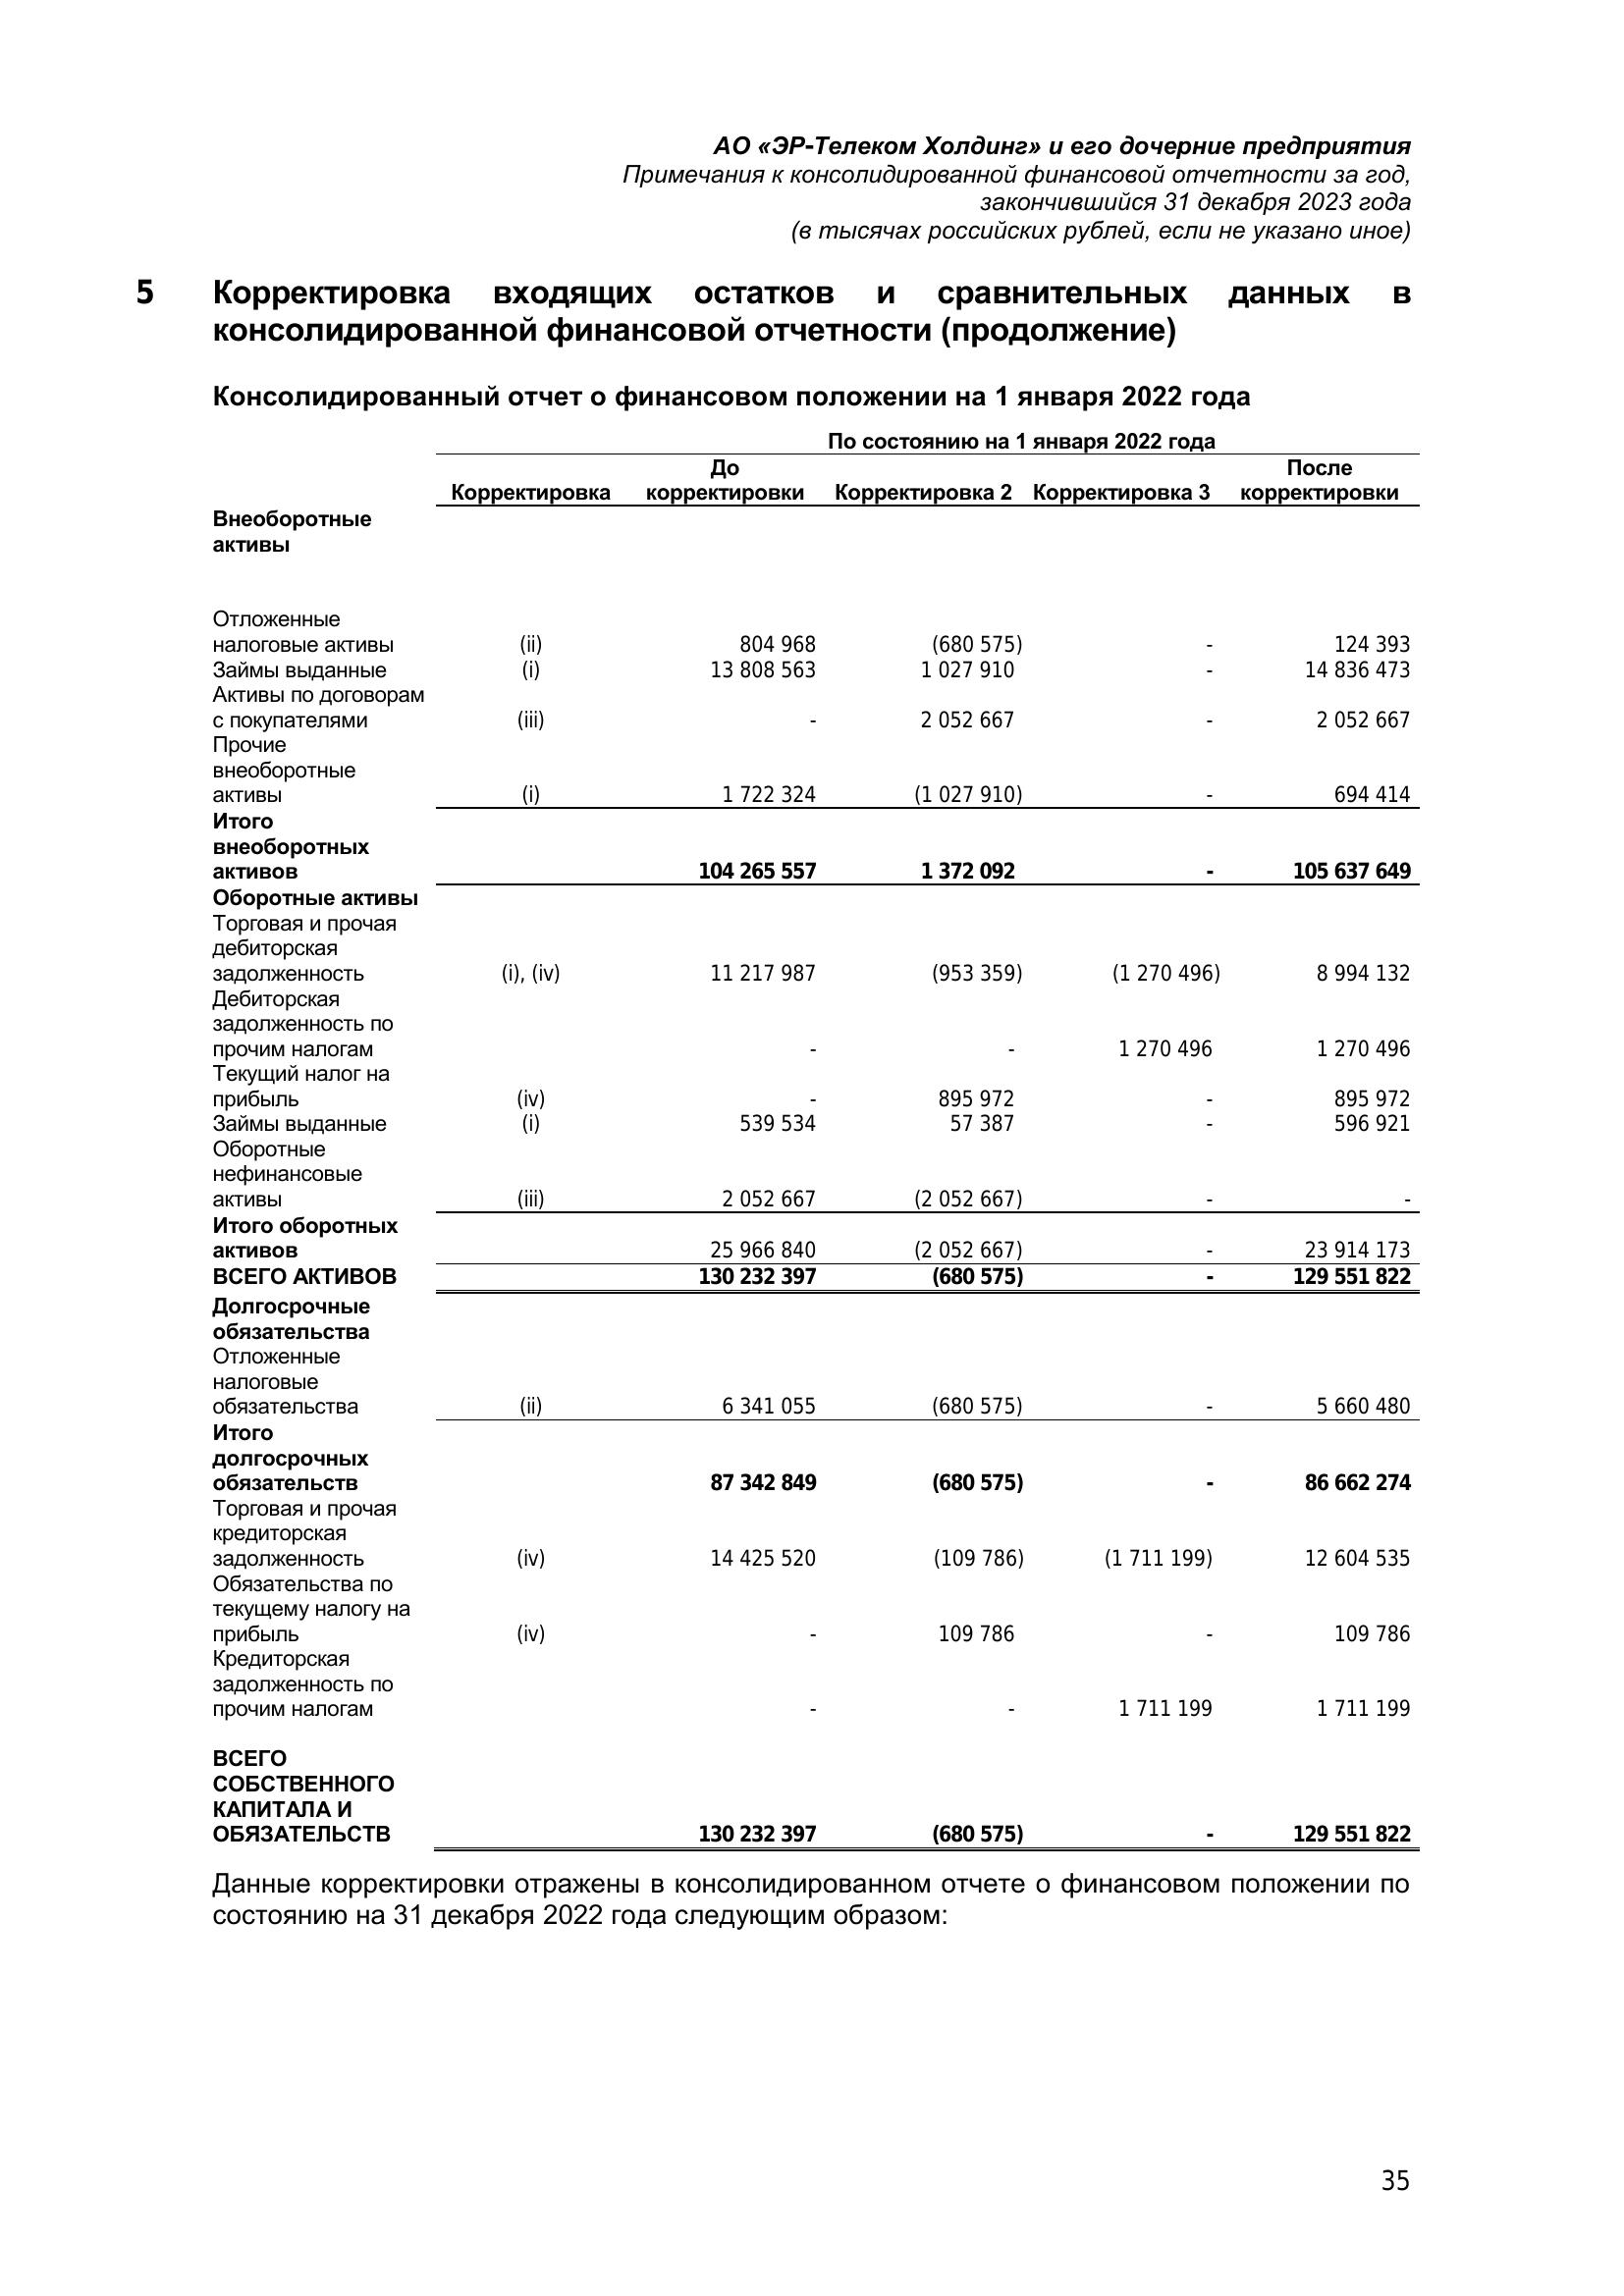 АО «ЭР-Телеком Холдинг» и его дочерние предприятия
Примечания к консолидированной финансовой отчетности за год,
закончившийся 31 декабря 2023 года
(в тысячах российских рублей, если не указано иное)
5 Корректировка входящих остатков и сравнительных данных в
консолидированной финансовой отчетности (продолжение)
Консолидированный отчет о финансовом положении на 1 января 2022 года
По состоянию на 1 января 2022 года
До После
Корректировка корректировки Корректировка 2 Корректировка 3 корректировки
Внеоборотные
активы
Отложенные
налоговые активы (ii) 804 968 (680 575) - 124 393
Займы выданные (i) 13 808 563 1 027 910 - 14 836 473
Активы по договорам
с покупателями (iii) - 2 052 667 - 2 052 667
Прочие
внеоборотные
активы (i) 1 722 324 (1 027 910) - 694 414
Итого
внеоборотных
активов 104 265 557 1 372 092 - 105 637 649
Оборотные активы
Торговая и прочая
дебиторская
задолженность (i), (iv) 11 217 987 (953 359) (1 270 496) 8 994 132
Дебиторская
задолженность по
прочим налогам - - 1 270 496 1 270 496
Текущий налог на
прибыль (iv) - 895 972 - 895 972
Займы выданные (i) 539 534 57 387 - 596 921
Оборотные
нефинансовые
активы (iii) 2 052 667 (2 052 667) - -
Итого оборотных
активов 25 966 840 (2 052 667) - 23 914 173
ВСЕГО АКТИВОВ 130 232 397 (680 575) - 129 551 822
Долгосрочные
обязательства
Отложенные
налоговые
обязательства (ii) 6 341 055 (680 575) - 5 660 480
Итого
долгосрочных
обязательств 87 342 849 (680 575) - 86 662 274
Торговая и прочая
кредиторская
задолженность (iv) 14 425 520 (109 786) (1 711 199) 12 604 535
Обязательства по
текущему налогу на
прибыль (iv) - 109 786 - 109 786
Кредиторская
задолженность по
прочим налогам - - 1 711 199 1 711 199
ВСЕГО
СОБСТВЕННОГО
КАПИТАЛА И
ОБЯЗАТЕЛЬСТВ 130 232 397 (680 575) - 129 551 822
Данные корректировки отражены в консолидированном отчете о финансовом положении по
состоянию на 31 декабря 2022 года следующим образом:
35